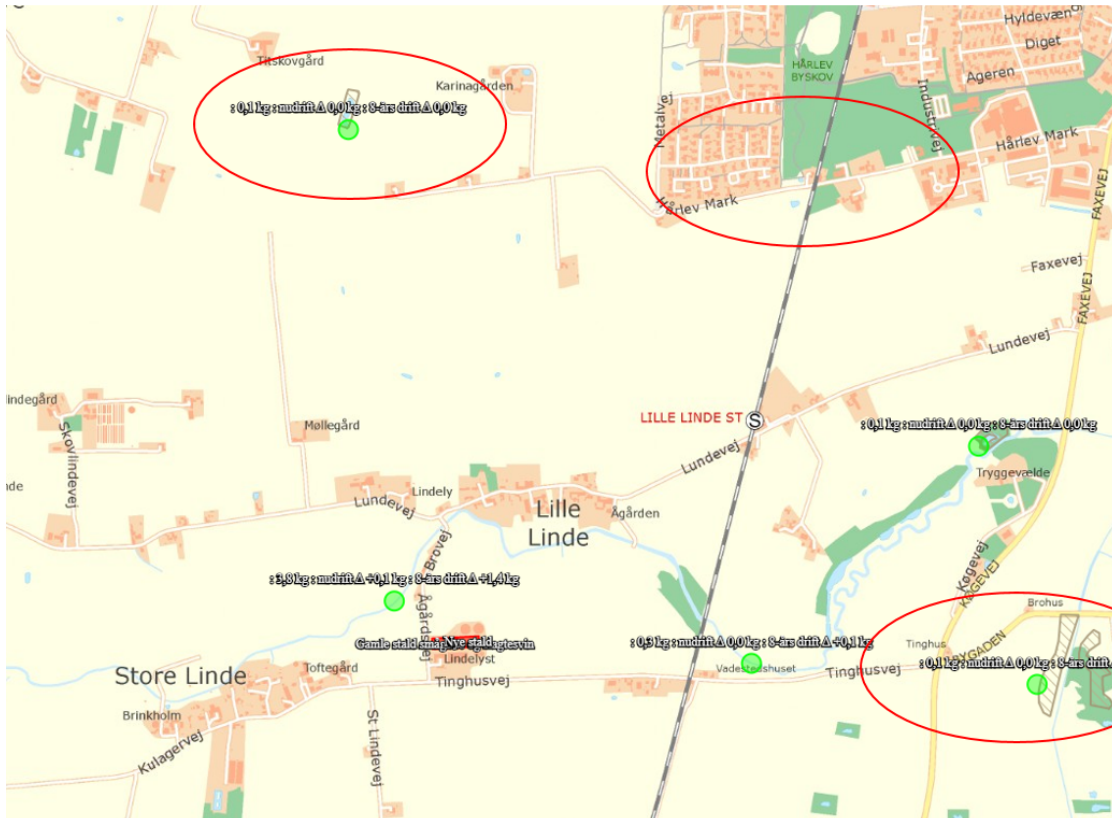 Hyldevæng
Diget
Ageren
HÅRLEV
BYSKOV
Industrivej
Metalvej
Titskovgård
Karinagården
: 0,1 kg : nudrift Δ 0,0 kg : 8-års drift Δ 0,0 kg
Hårlev Mark
Hårlev Mark
FAXEVEJ
Faxevej
FAXEVEJ
Lundevej
LILLE LINDE ST
S
: 0,1 kg : nudrift Δ 0,0 kg : 8-års drift Δ 0,0 kg
lindegård
Skovlindevej
Møllegård
Lundevej
Tryggevælde
nde
Lindely
Lundevej
Lille
Linde
Ågården
Brovej
Køgevej
KØGEVEJ
: 3,8 kg : nudrift Δ +0,1 kg : 8-års drift Δ +1,4 kg
Ågårdsvej
Brohus
BYGADEN
Tinghus
: 0,3 kg : nudrift Δ 0,0 kg : 8-års drift Δ +0,1 kg
Gamle stald
Nye stald
Lindelyst
Toftegård
Store Linde
Vadestedshuset
: 0,1 kg : nudrift Δ 0,0 kg : 8-års drift
Tinghusvej
Tinghusvej
Brinkholm
St Lindevej
Kulagervej